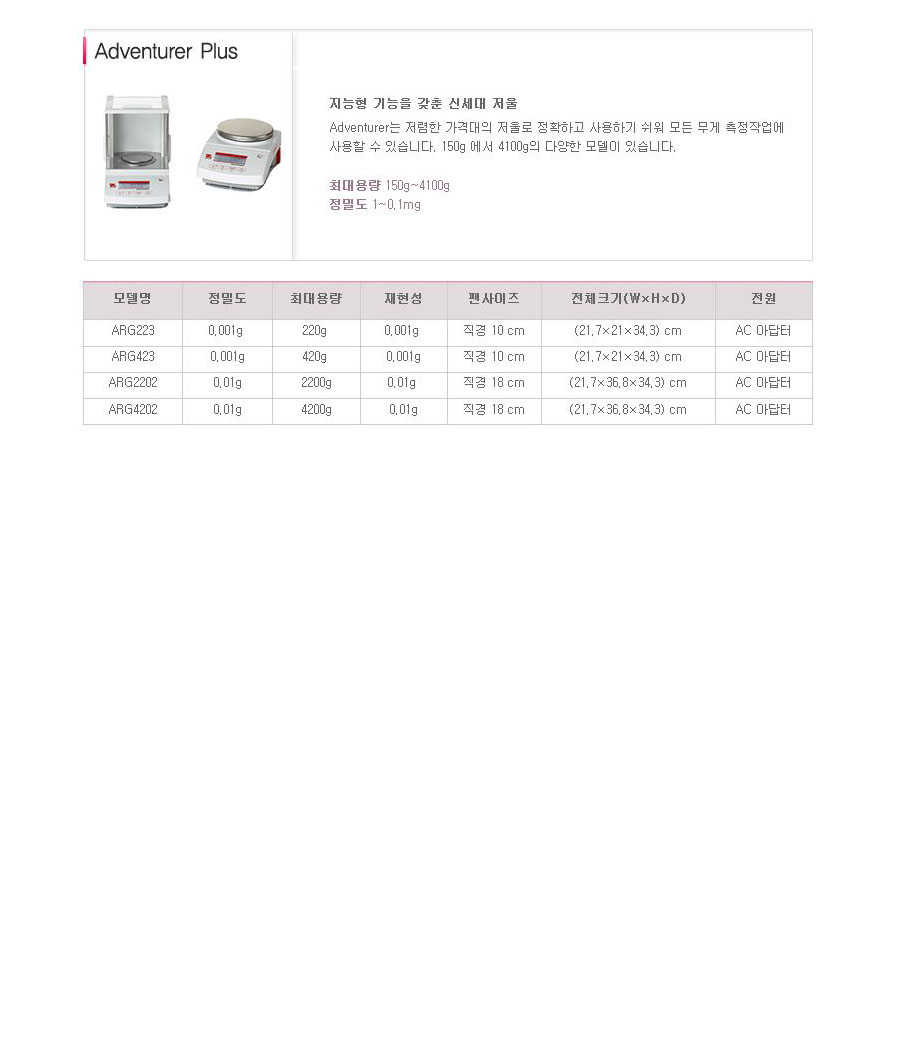 Adventurer Plus
지능형 기능을 갖춘 신세대 저울
Adventurer는 저렴한 가격대의 저울로 정확하고 사용하기 쉬워 모든 무게 측정작업에
사용할 수 있습니다. 150g 에서 4100g의 다양한 모델이 있습니다.
최대용량 150g~4100g
정밀도 1~0.1mg
모델명 정밀도 최대용량 재현성 팬사이즈 전체크기(W×H×D) 전원
ARG223 0.001g 220g 0.001g 직경 10 cm (21.7×21×34.3) cm AC 아답터
ARG423 0.001g 420g 0.001g 직경 10 cm (21.7×21×34.3) cm AC 아답터
ARG2202 0.01g 2200g 0.01g 직경 18 cm (21.7×36.8×34.3) cm AC 아답터
ARG4202 0.01g 4200g 0.01g 직경 18 cm (21.7×36.8×34.3) cm AC 아답터